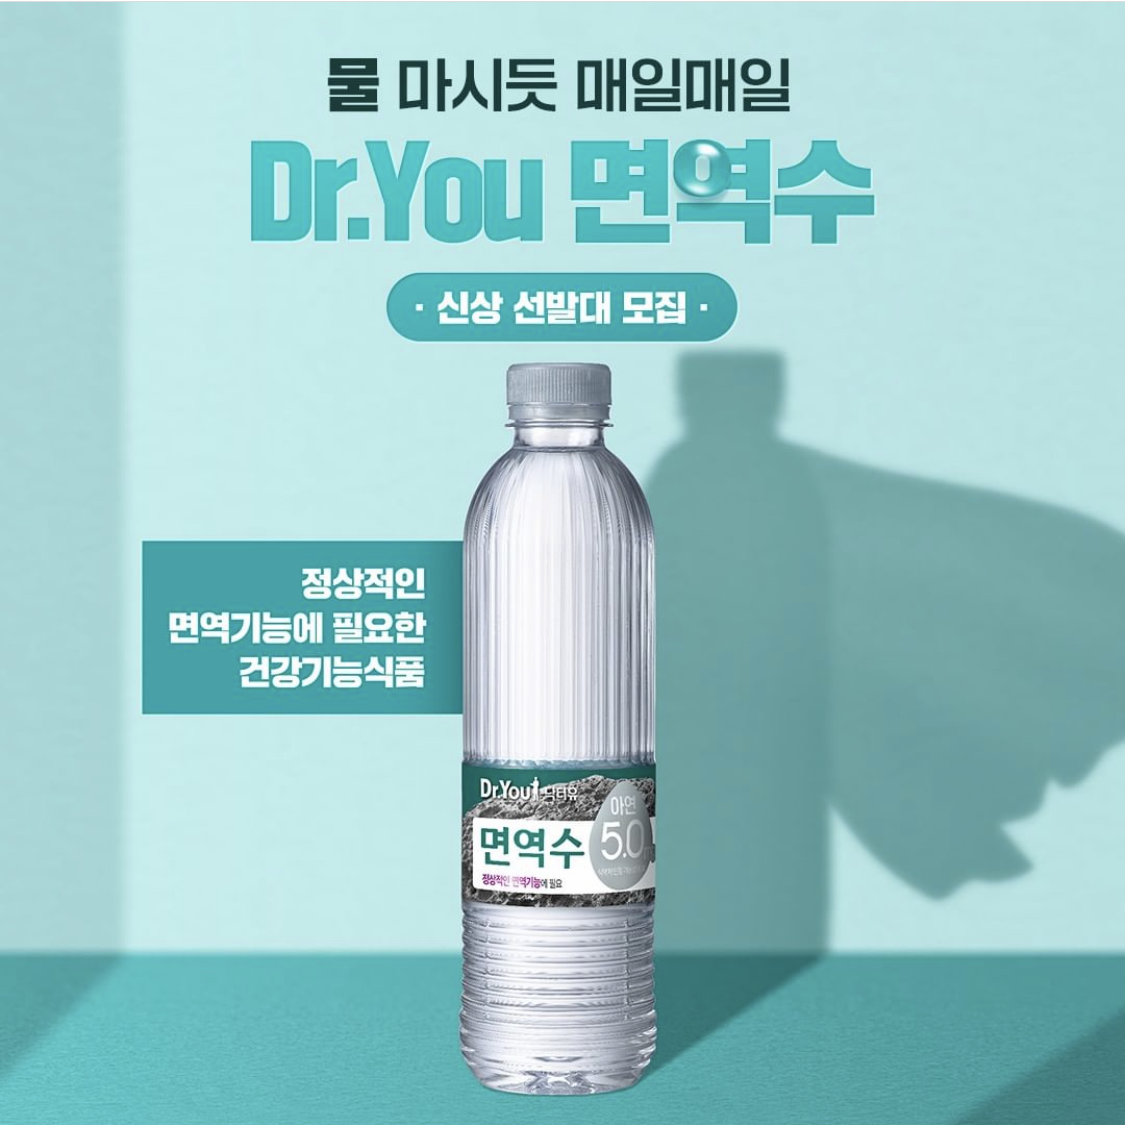 물 마시듯 매일매일
Dr.You 면역수
· 신상 선발대 모집 ·
정상적인
면역기능에 필요한
건강기능식품
Dr.You 닥터유
아연
면역수
5.0
정상적인 면역기능에 필요